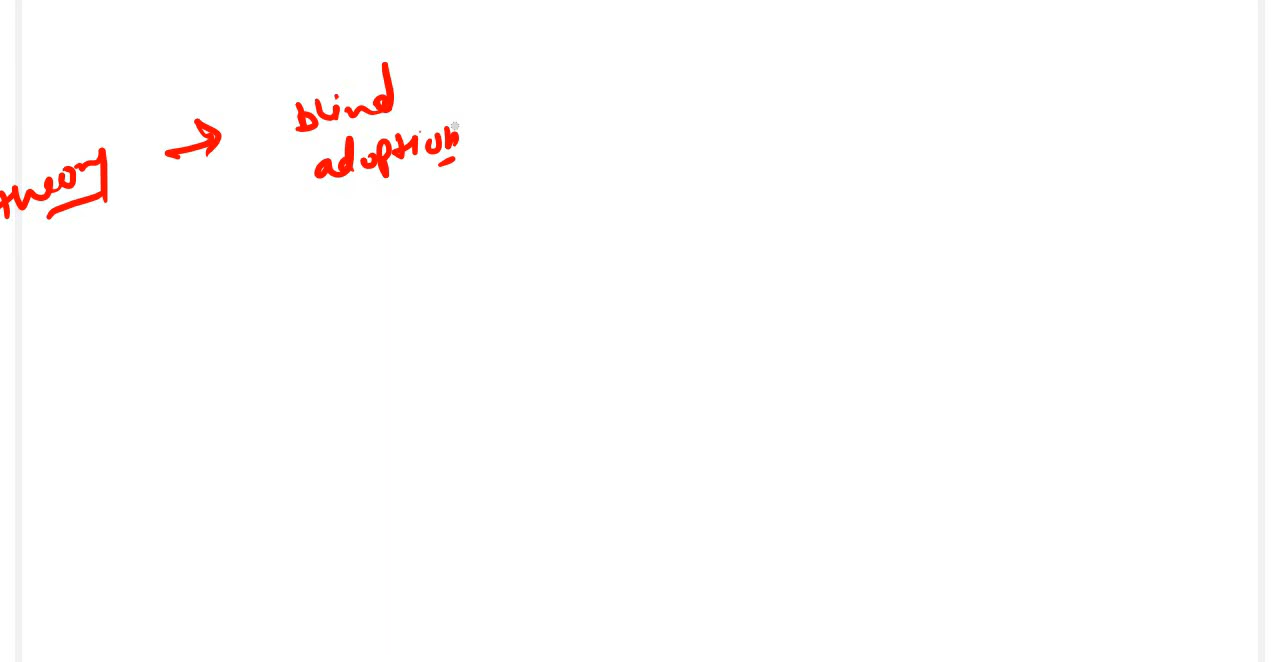 theory → blind
adoption